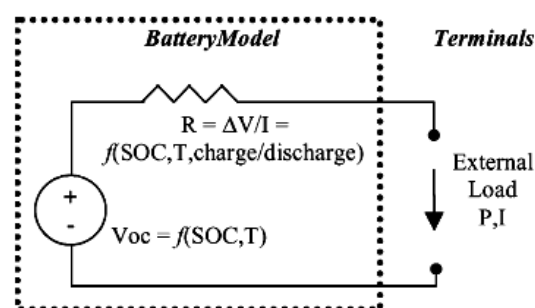 BatteryModel
Terminals
R = ΔV/I =
f(SOC,T,charge/discharge)
External
Load
P,I
+
-
Voc = f(SOC,T)